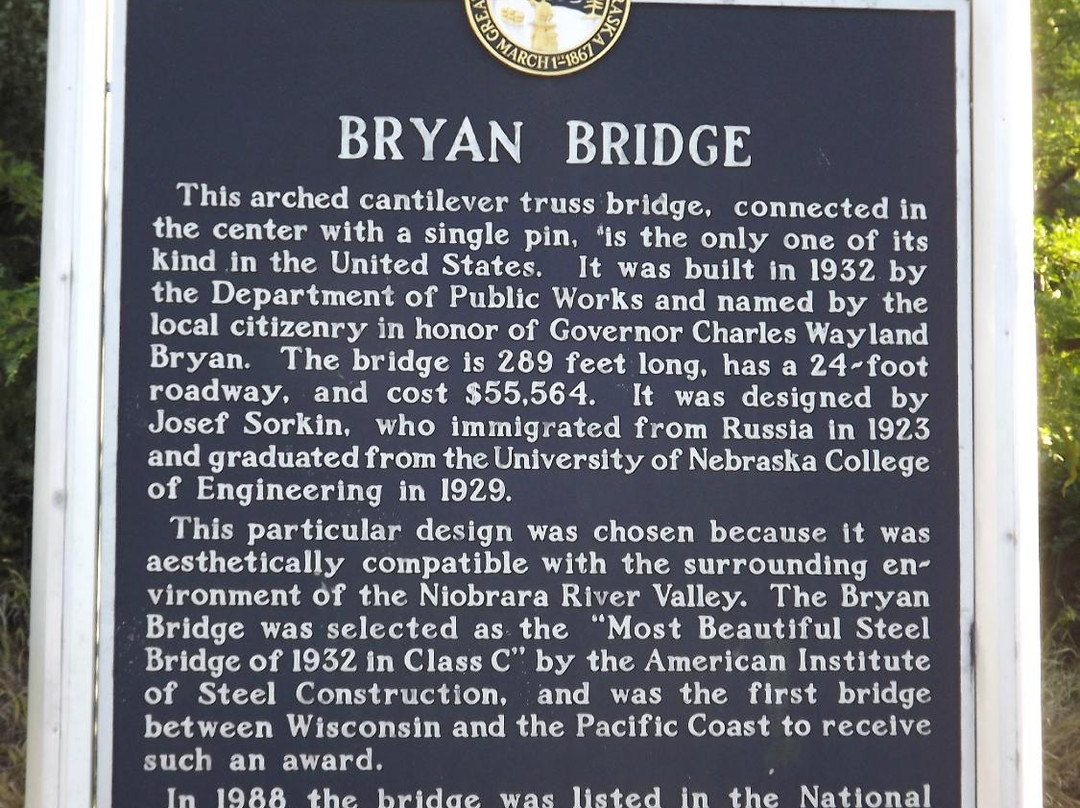 GREA RASKA
MARCH 1ST 1867
BRYAN BRIDGE
This arched cantilever truss bridge, connected in
the center with a single pin, is the only one of its
kind in the United States. It was built in 1932 by
the Department of Public Works and named by the
local citizenry in honor of Governor Charles Wayland
Bryan. The bridge is 289 feet long, has a 24-foot
roadway, and cost $55,564. It was designed by
Josef Sorkin, who immigrated from Russia in 1923
and graduated from the University of Nebraska College
of Engineering in 1929.
This particular design was chosen because it was
aesthetically compatible with the surrounding en-
vironment of the Niobrara River Valley. The Bryan
Bridge was selected as the “Most Beautiful Steel
Bridge of 1932 in Class C” by the American Institute
of Steel Construction, and was the first bridge
between Wisconsin and the Pacific Coast to receive
such an award.
In 1988 the bridge was listed in the National